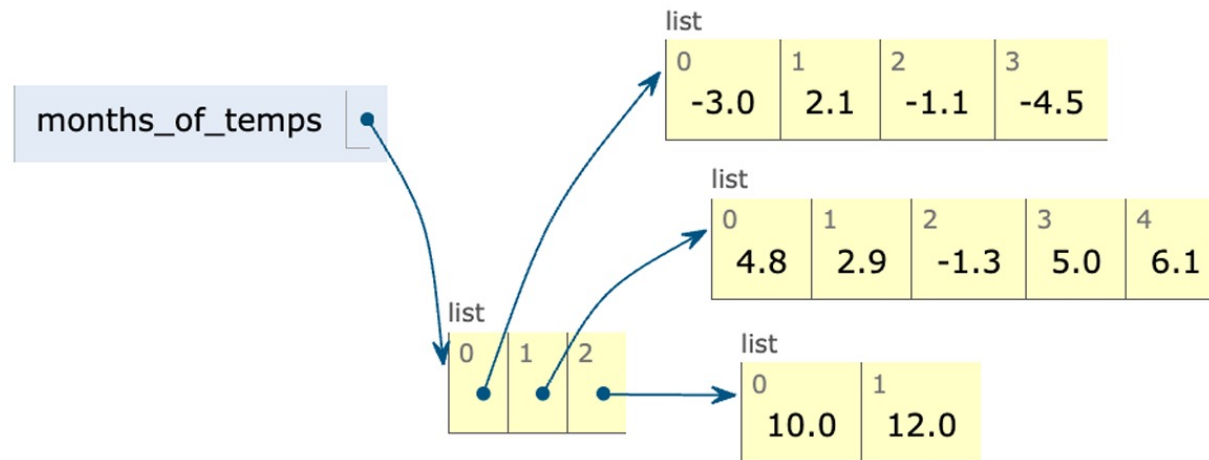 list
0 1 2 3
-3.0 2.1 -1.1 -4.5
months_of_temps
list
0 1 2 3 4
4.8 2.9 -1.3 5.0 6.1
list
0 1 2
list
0 1
10.0 12.0